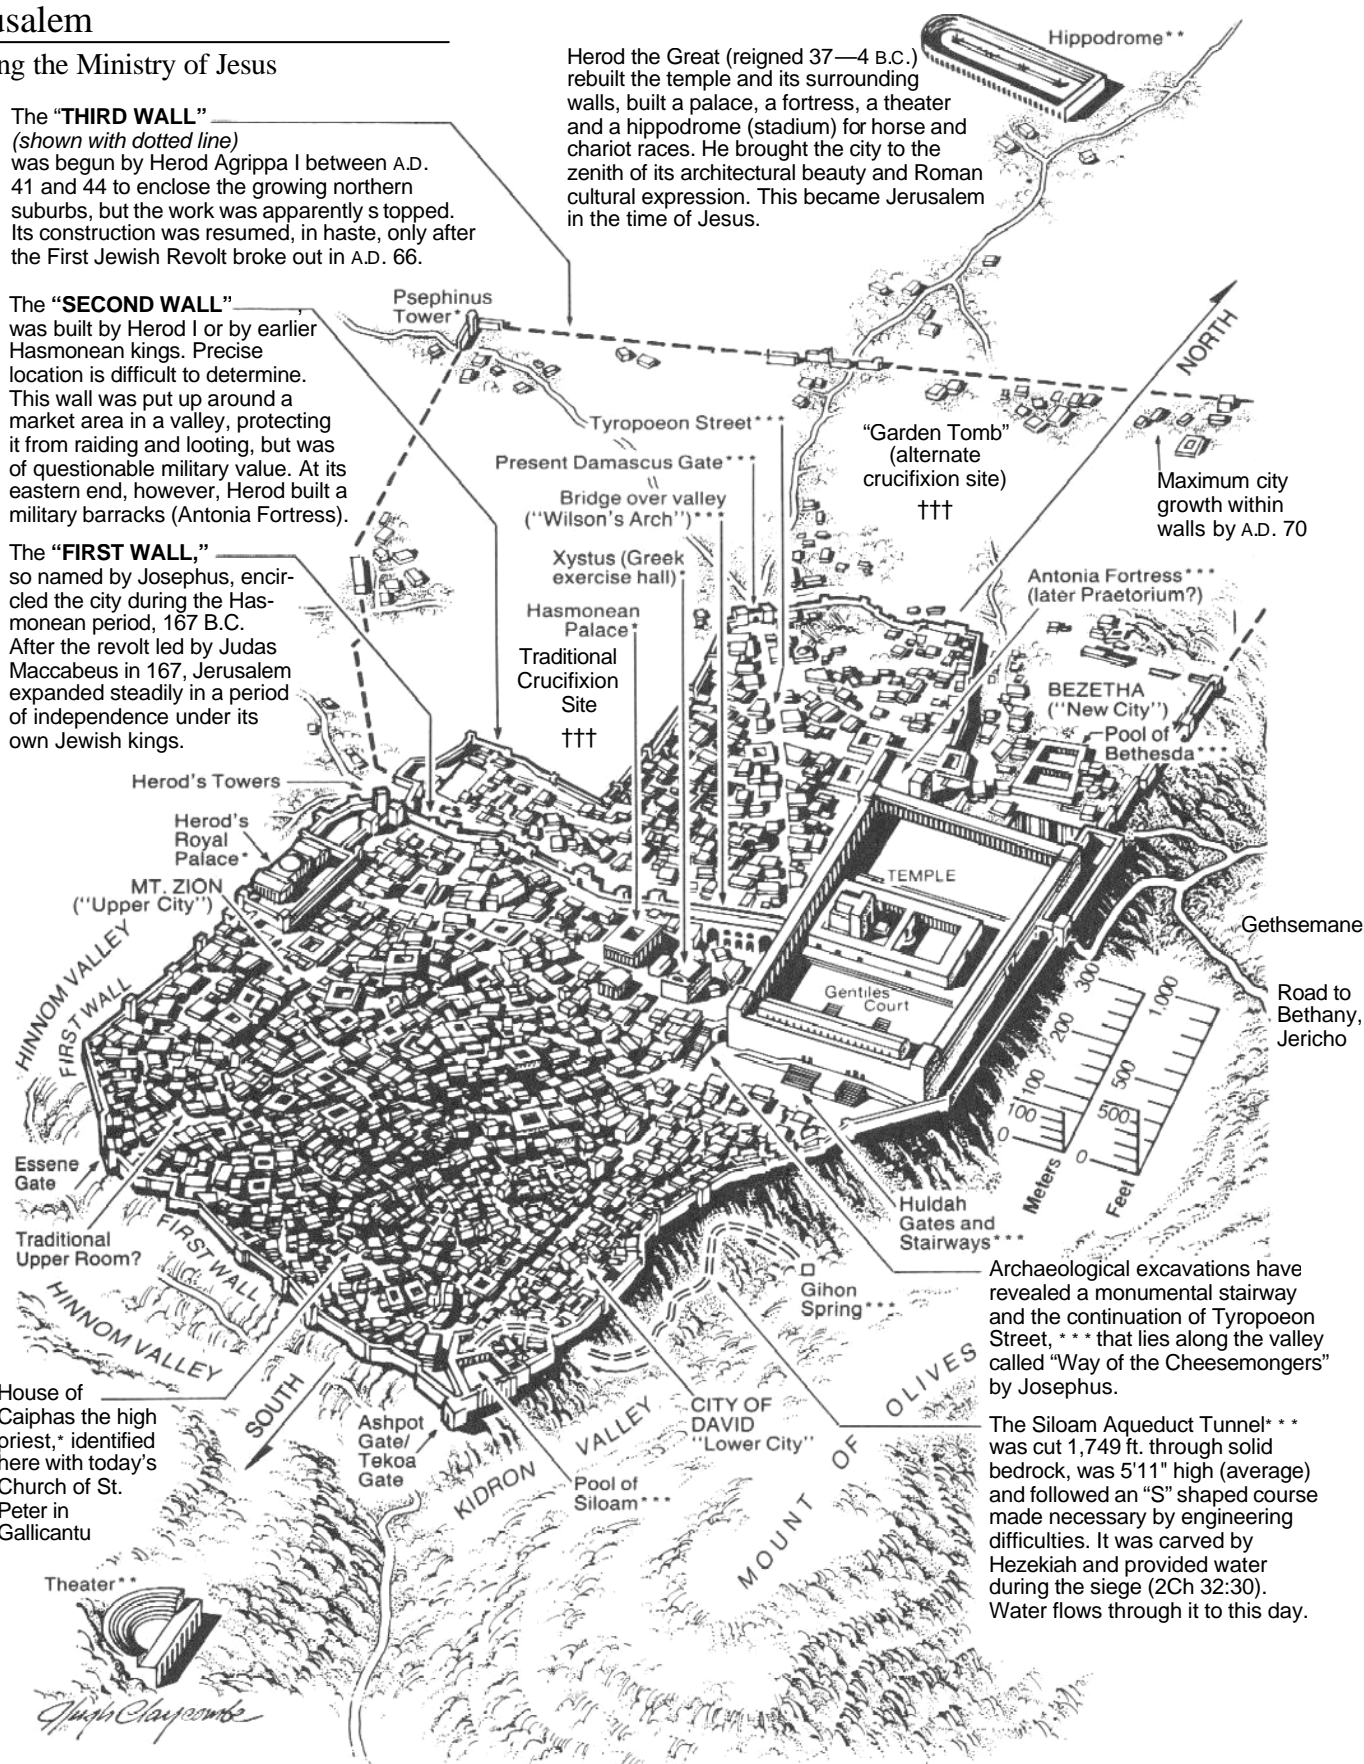 usalem
ng the Ministry of Jesus
The "THIRD WALL"
(shown with dotted line)
was begun by Herod Agrippa I between A.D.
41 and 44 to enclose the growing northern
suburbs, but the work was apparently s topped.
Its construction was resumed, in haste, only after
the First Jewish Revolt broke out in A.D. 66.
Herod the Great (reigned 37—4 B.C.)
rebuilt the temple and its surrounding
walls, built a palace, a fortress, a theater
and a hippodrome (stadium) for horse and
chariot races. He brought the city to the
zenith of its architectural beauty and Roman
cultural expression. This became Jerusalem
in the time of Jesus.
Hippodrome**
The "SECOND WALL"
was built by Herod I or by earlier
Hasmonean kings. Precise
location is difficult to determine.
This wall was put up around a
market area in a valley, protecting
it from raiding and looting, but was
of questionable military value. At its
eastern end, however, Herod built a
military barracks (Antonia Fortress).
Psephinus
Tower*
NORTH
Tyropoeon Street***
Present Damascus Gate***
Bridge over valley
("Wilson's Arch")***
Xystus (Greek
exercise hall)*
Hasmonean
Palace*
Traditional
Crucifixion
Site
†††
"Garden Tomb"
(alternate
crucifixion site)
†††
Maximum city
growth within
walls by A.D. 70
The "FIRST WALL,"
so named by Josephus, encir-
cled the city during the Has-
monean period, 167 B.C.
After the revolt led by Judas
Maccabeus in 167, Jerusalem
expanded steadily in a period
of independence under its
own Jewish kings.
Antonia Fortress***
(later Praetorium?)
BEZETHA
("New City")
Pool of
Bethesda***
Herod's Towers
Herod's
Royal
Palace*
MT. ZION
("Upper City")
HINNOM VALLEY
FIRST WALL
TEMPLE
Gentiles'
Court
Gethsemane
Road to
Bethany,
Jericho
300
200
100
100
0
Meters
1,000
500
500
0
Feet
Essene
Gate
Traditional
Upper Room?
FIRST WALL
HINNOM VALLEY
Huldah
Gates and
Stairways***
Gihon
Spring***
Archaeological excavations have
revealed a monumental stairway
and the continuation of Tyropoeon
Street, *** that lies along the valley
called "Way of the Cheesemongers"
by Josephus.
House of
Caiphas the high
priest,* identified
here with today's
Church of St.
Peter in
Gallicantu
SOUTH
Ashpot
Gate/
Tekoa
Gate
KIDRON VALLEY
Pool of
Siloam***
CITY OF
DAVID
"Lower City")
MOUNT OF OLIVES
The Siloam Aqueduct Tunnel***
was cut 1,749 ft. through solid
bedrock, was 5'11" high (average)
and followed an "S" shaped course
made necessary by engineering
difficulties. It was carved by
Hezekiah and provided water
during the siege (2Ch 32:30).
Water flows through it to this day.
Theater**
Hugh Claycombe